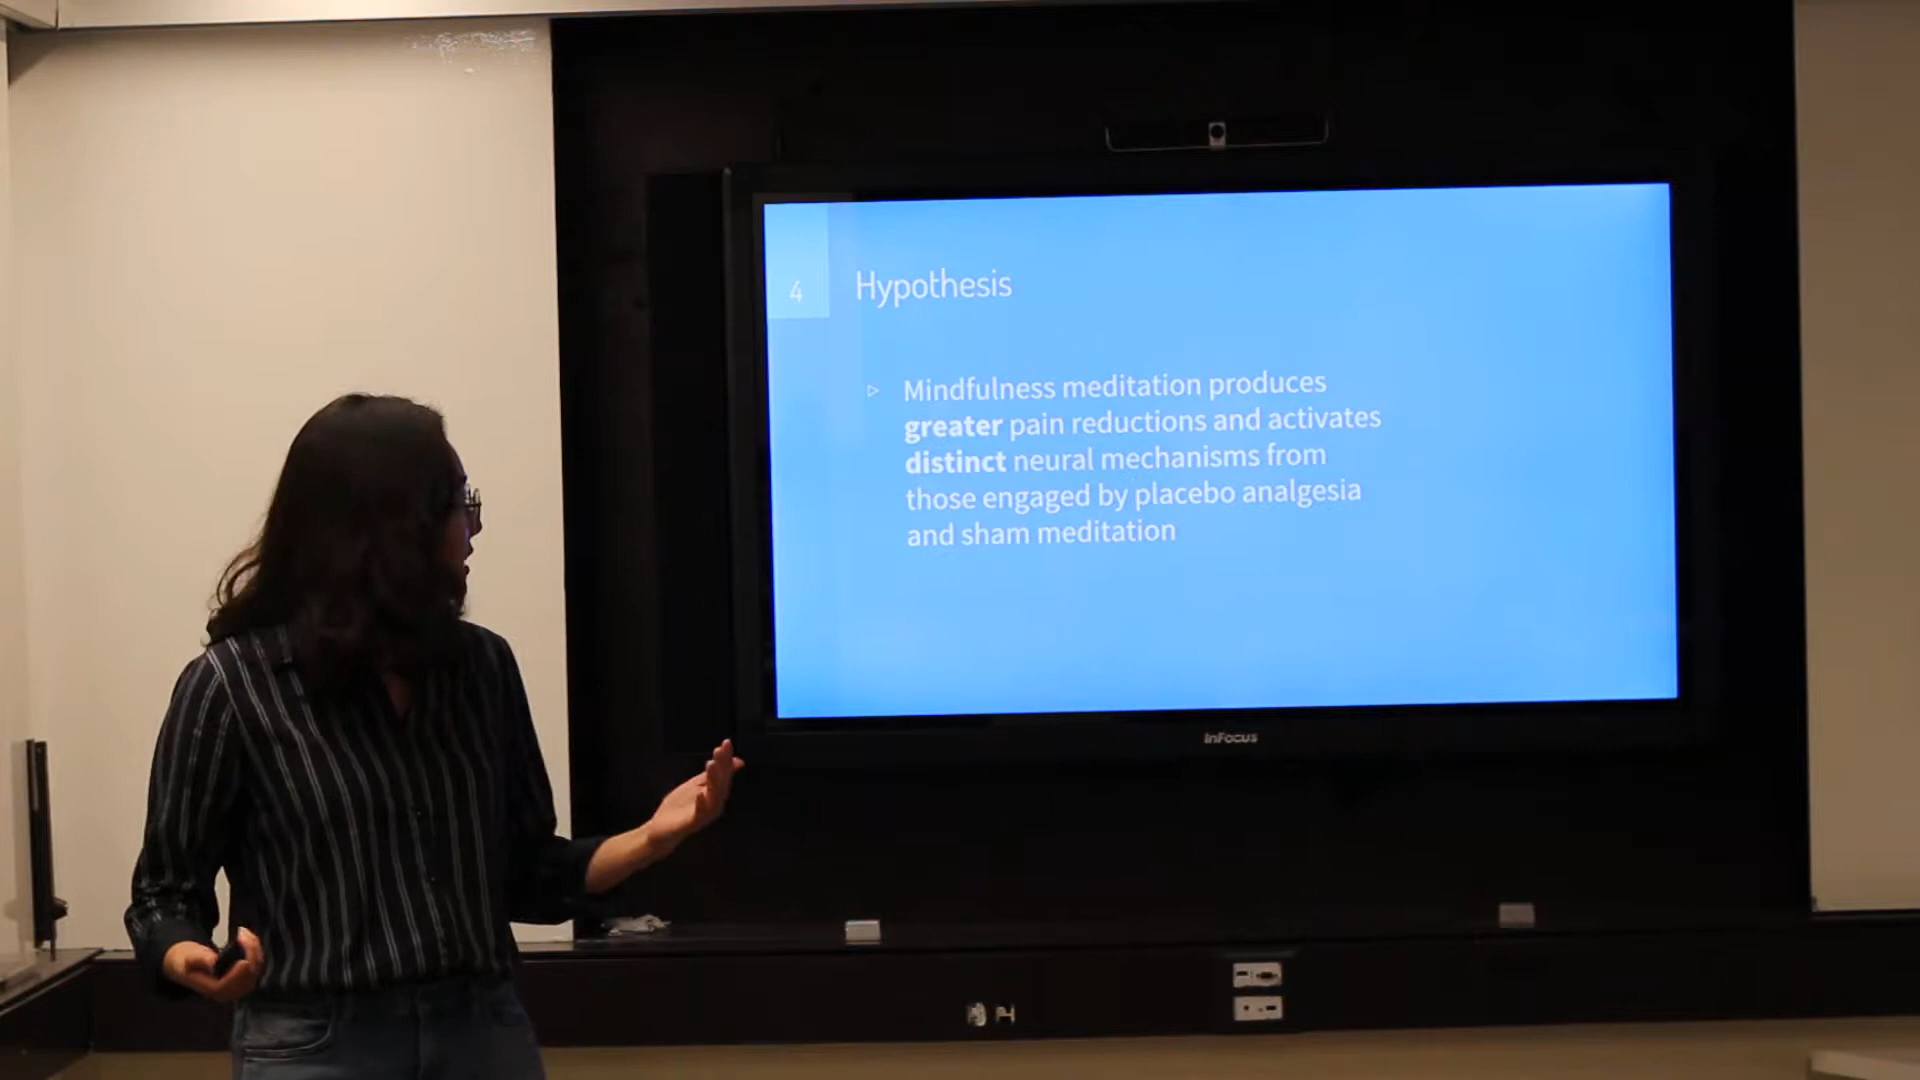 4
Hypothesis
▷ Mindfulness meditation produces
greater pain reductions and activates
distinct neural mechanisms from
those engaged by placebo analgesia
and sham meditation
InFocus